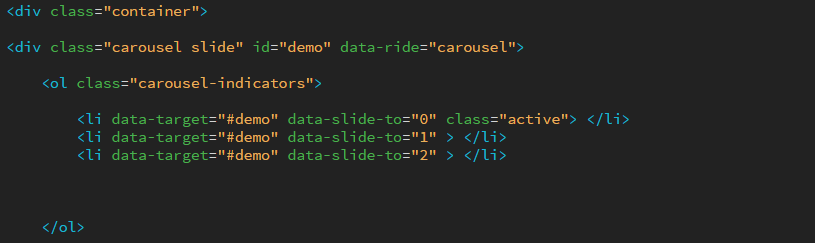 <div class="container">
<div class="carousel slide" id="demo" data-ride="carousel">
<ol class="carousel-indicators">
<li data-target="#demo" data-slide-to="0" class="active"> </li>
<li data-target="#demo" data-slide-to="1" > </li>
<li data-target="#demo" data-slide-to="2" > </li>
</ol>